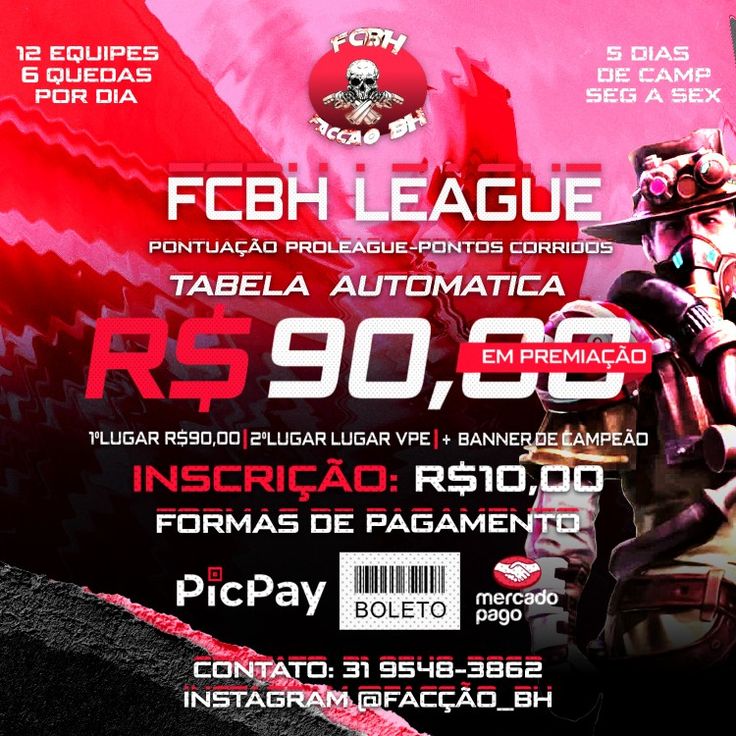 12 EQUIPES
6 QUEDAS
POR DIA
FCBH
FACÇAO BH
5 DIAS
DE CAMP
SEG A SEX
FCBH LEAGUE
PONTUAÇÃO PROLEAGUE-PONTOS CORRIDOS
TABELA AUTOMATICA
R$ 90,00
EM PREMIAÇÃO
1ºLUGAR R$90,00 | 2ºLUGAR LUGAR VPE | + BANNER DE CAMPEÃO
INSCRIÇÃO: R$10,00
FORMAS DE PAGAMENTO
PicPay
BOLETO
mercado
pago
CONTATO: 31 9548-3862
INSTAGRAM @FACÇÃO_BH